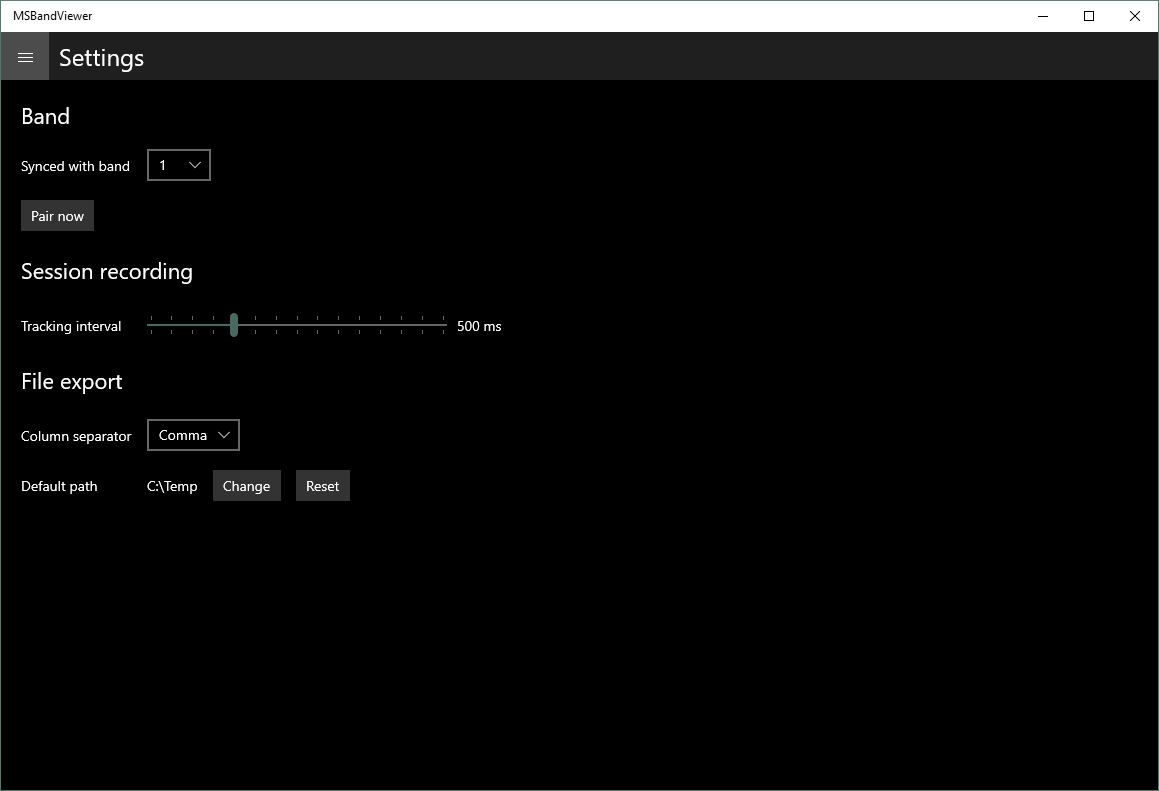 MSBandViewer
Settings
Band
Synced with band 1
Pair now
Session recording
Tracking interval 500 ms
File export
Column separator Comma
Default path C:\Temp Change Reset